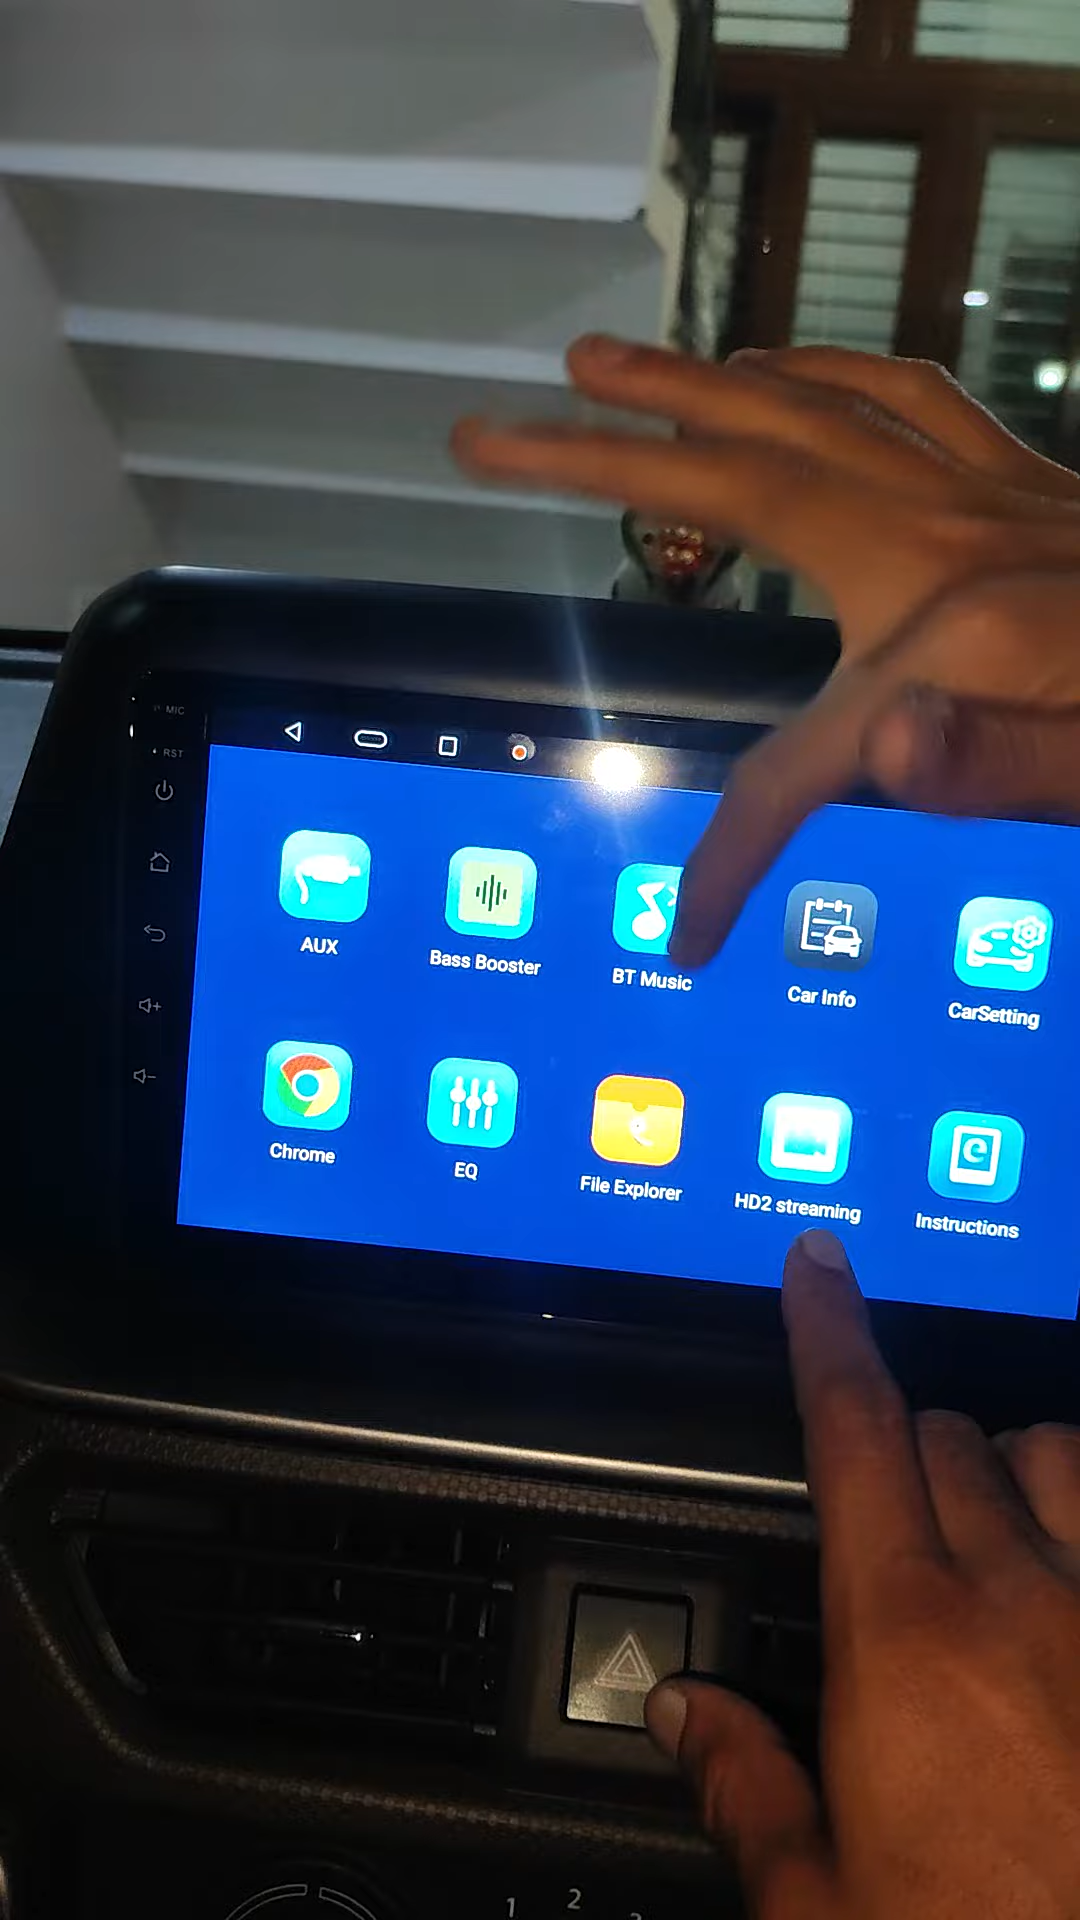 MIC
RST
AUX
Bass Booster
BT Music
Car Info
CarSetting
Chrome
EQ
File Explorer
HD2 streaming
Instructions
1 2